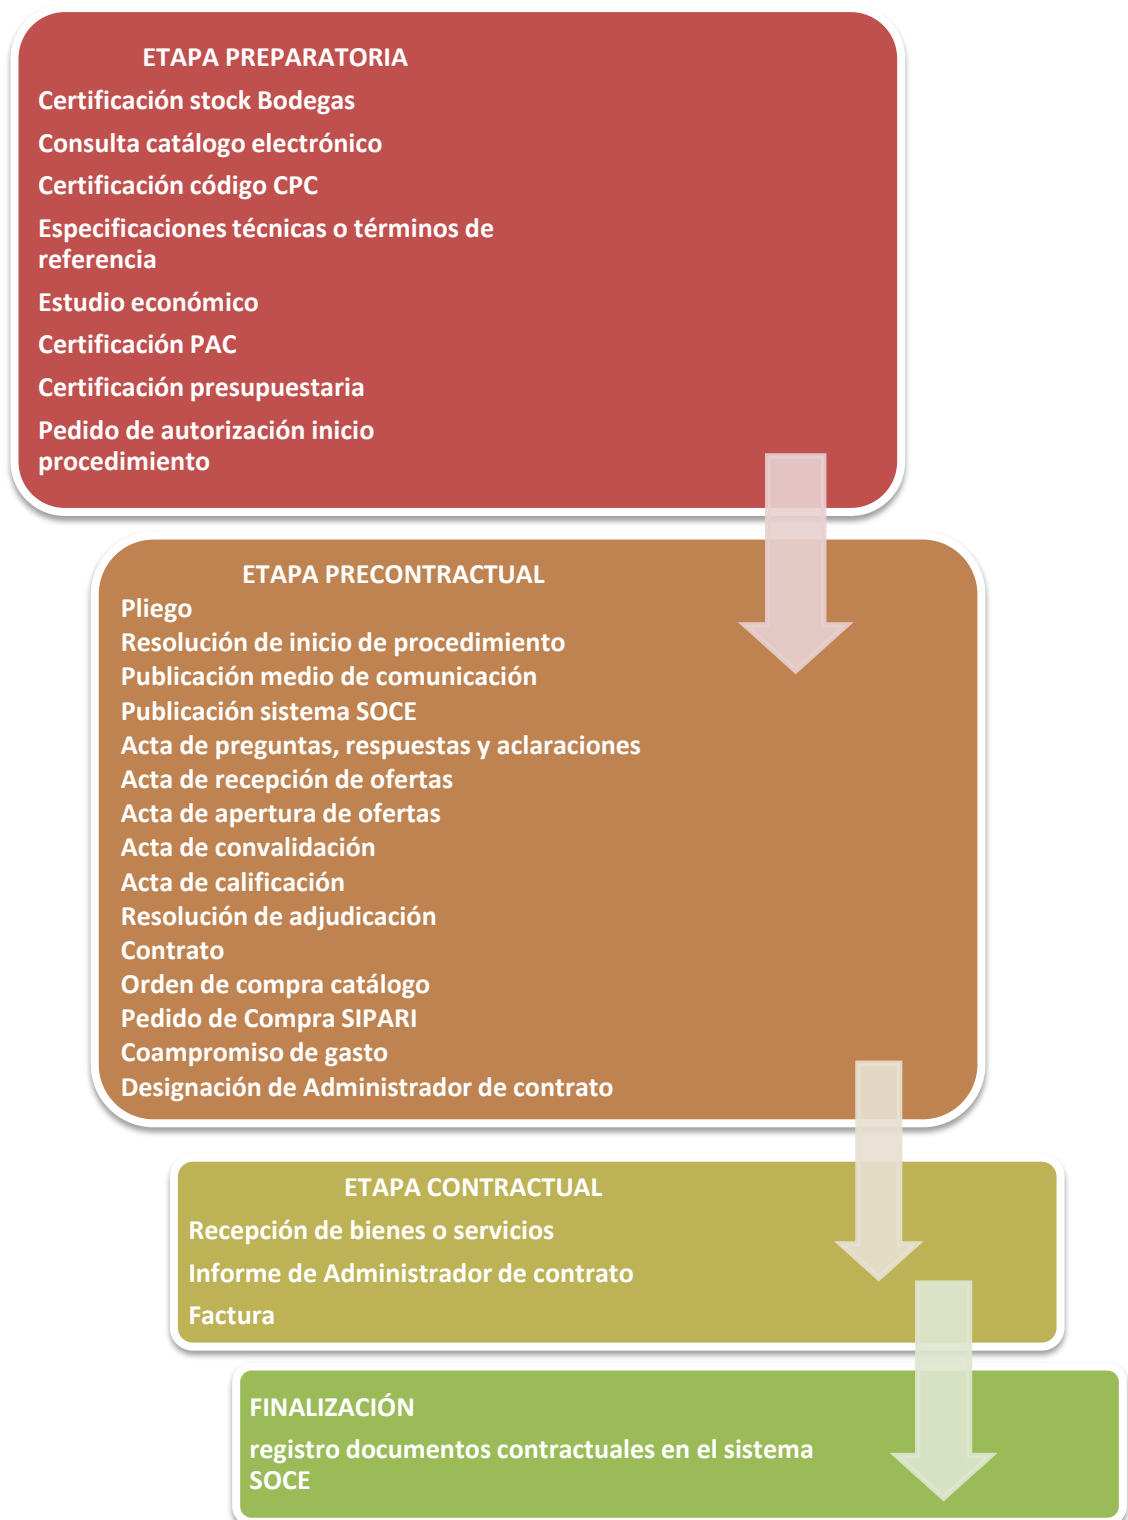 ETAPA PREPARATORIA
Certificación stock Bodegas
Consulta catálogo electrónico
Certificación código CPC
Especificaciones técnicas o términos de
referencia
Estudio económico
Certificación PAC
Certificación presupuestaria
Pedido de autorización inicio
procedimiento
ETAPA PRECONTRACTUAL
Pliego
Resolución de inicio de procedimiento
Publicación medio de comunicación
Publicación sistema SOCE
Acta de preguntas, respuestas y aclaraciones
Acta de recepción de ofertas
Acta de apertura de ofertas
Acta de convalidación
Acta de calificación
Resolución de adjudicación
Contrato
Orden de compra catálogo
Pedido de Compra SIPARI
Coampromiso de gasto
Designación de Administrador de contrato
ETAPA CONTRACTUAL
Recepción de bienes o servicios
Informe de Administrador de contrato
Factura
FINALIZACIÓN
registro documentos contractuales en el sistema
SOCE